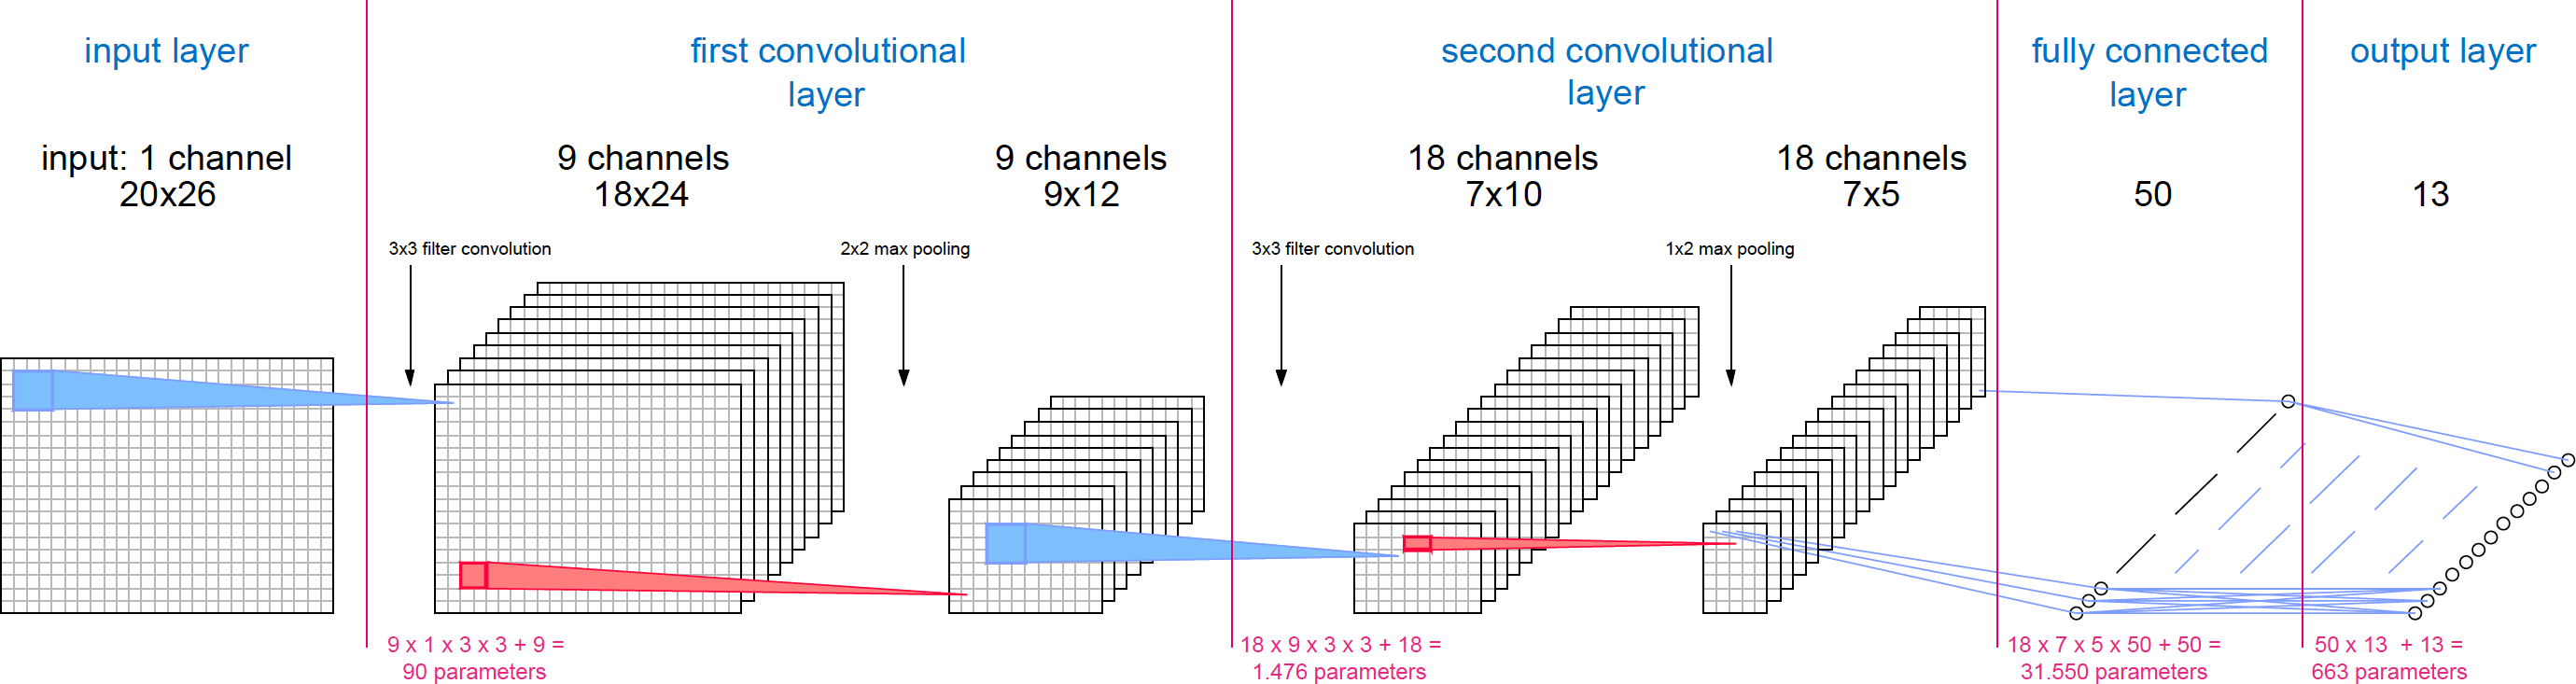 input layer
first convolutional
layer
second convolutional
layer
fully connected
layer
output layer
input: 1 channel
20x26
9 channels
18x24
9 channels
9x12
18 channels
7x10
18 channels
7x5
50
13
3x3 filter convolution
2x2 max pooling
3x3 filter convolution
1x2 max pooling
9 x 1 x 3 x 3 + 9 =
90 parameters
18 x 9 x 3 x 3 + 18 =
1.476 parameters
18 x 7 x 5 x 50 + 50 =
31.550 parameters
50 x 13 + 13 =
663 parameters